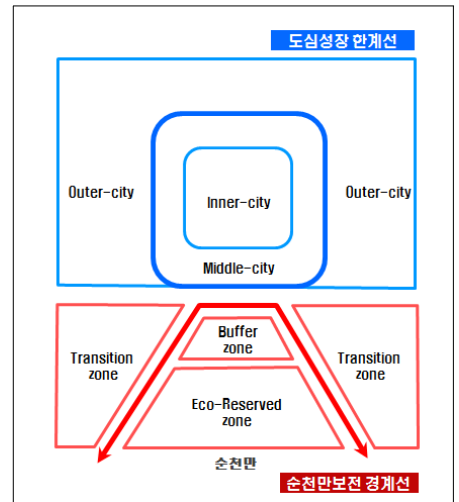 도심성장 한계선
Outer-city
Inner-city
Outer-city
Middle-city
Buffer
zone
Transition
zone
Transition
zone
Eco-Reserved
zone
순천만
순천만보전 경계선